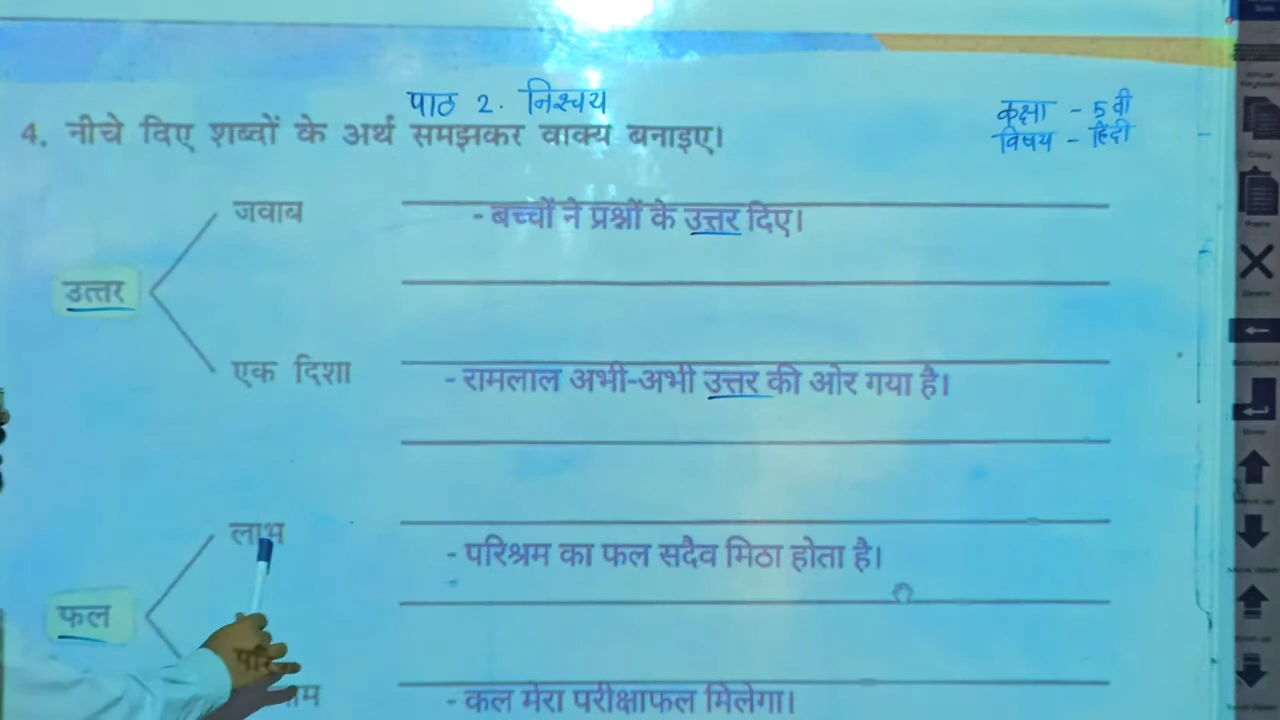 पाठ 2. निश्चय
कक्षा - 5 वी
विषय - हिंदी
4. नीचे दिए शब्दों के अर्थ समझकर वाक्य बनाइए।
जवाब
- बच्चों ने प्रश्नों के उत्तर दिए।
उत्तर
एक दिशा
- रामलाल अभी-अभी उत्तर की ओर गया है।
लाभ
- परिश्रम का फल सदैव मिठा होता है।
फल
- कल मेरा परीक्षाफल मिलेगा।